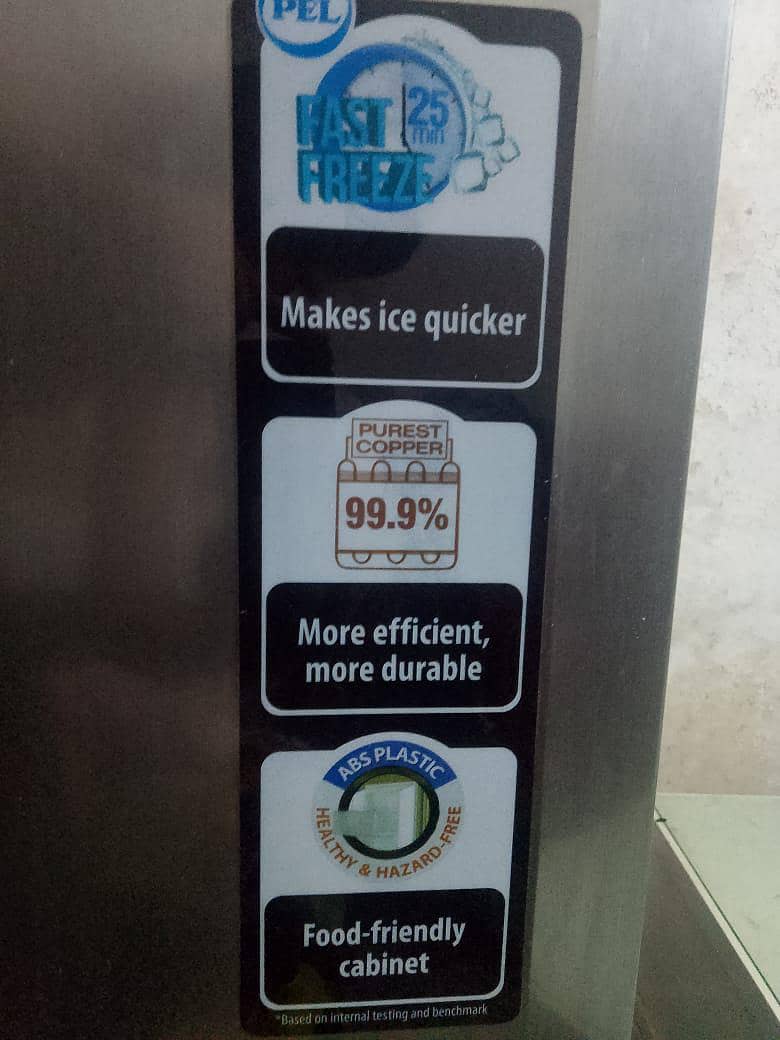 PEL
FAST
FREEZE
25
min
Makes ice quicker
PUREST
COPPER
99.9%
More efficient,
more durable
ABS PLASTIC
HEALTHY & HAZARD-FREE
Food-friendly
cabinet
*Based on internal testing and benchmark